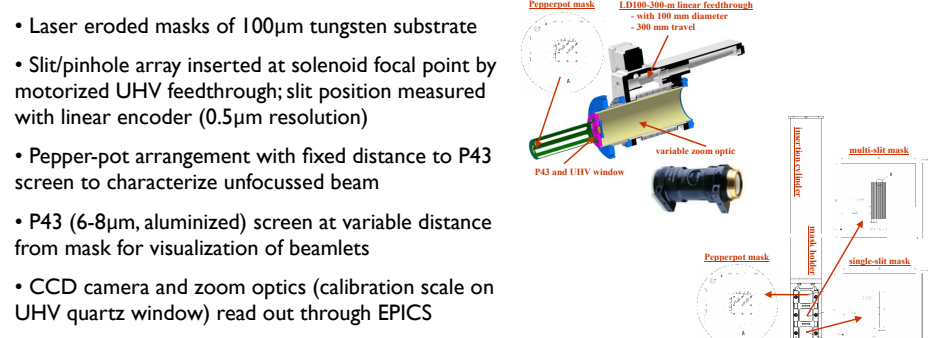 • Laser eroded masks of 100µm tungsten substrate
• Slit/pinhole array inserted at solenoid focal point by
motorized UHV feedthrough; slit position measured
with linear encoder (0.5µm resolution)
• Pepper-pot arrangement with fixed distance to P43
screen to characterize unfocussed beam
• P43 (6-8µm, aluminized) screen at variable distance
from mask for visualization of beamlets
• CCD camera and zoom optics (calibration scale on
UHV quartz window) read out through EPICS
Pepperpot mask
LD100-300-m linear feedthrough
- with 100 mm diameter
- 300 mm travel
A
variable zoom optic
P43 and UHV window
insertion cylinder
multi-slit mask
mask holder
Pepperpot mask
single-slit mask
A